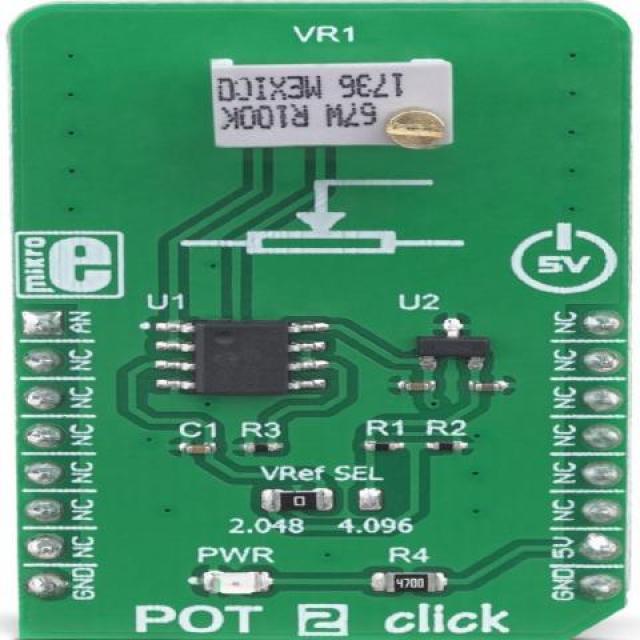 VR1
67W R100K
1736 MEXICO
mikro
e
5V
U1
U2
AN
NC
NC
NC
NC
NC
NC
GND
NC
NC
NC
NC
NC
NC
5V
GND
C1 R3 R1 R2
VRef SEL
0
2.048 4.096
PWR R4
4700
POT 2 click